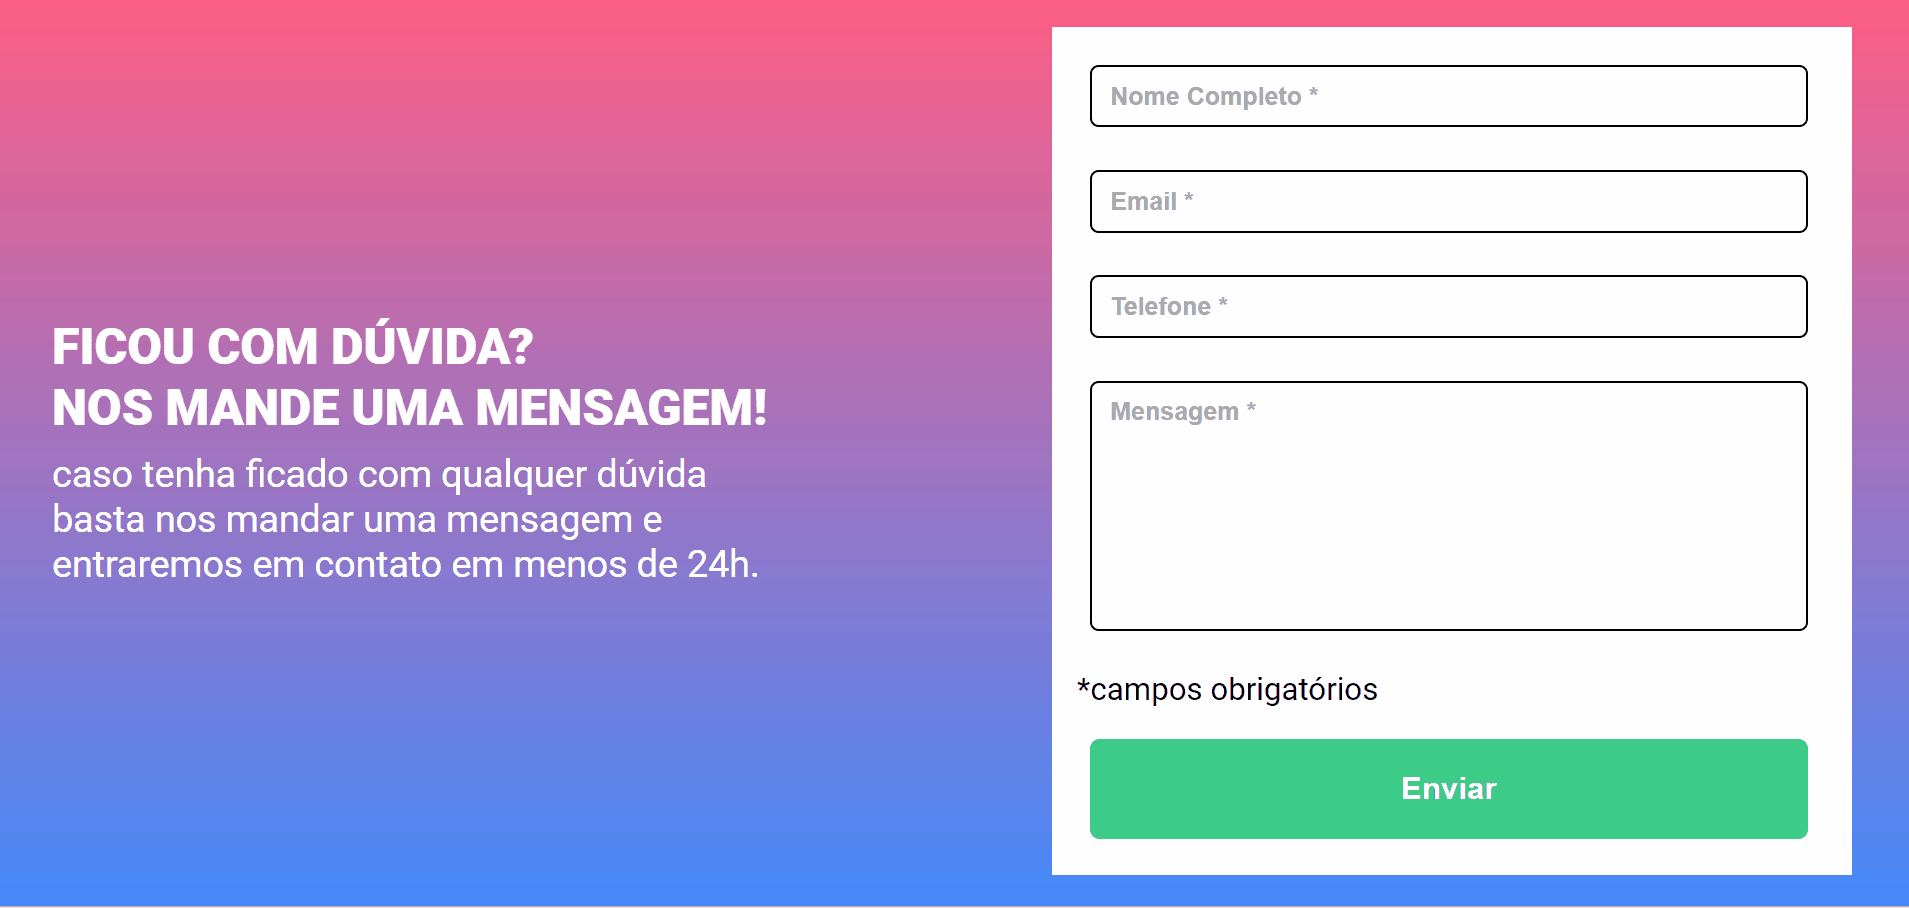 FICOU COM DÚVIDA?
NOS MANDE UMA MENSAGEM!
caso tenha ficado com qualquer dúvida
basta nos mandar uma mensagem e
entraremos em contato em menos de 24h.
Nome Completo *
Email *
Telefone *
Mensagem *
*campos obrigatórios
Enviar